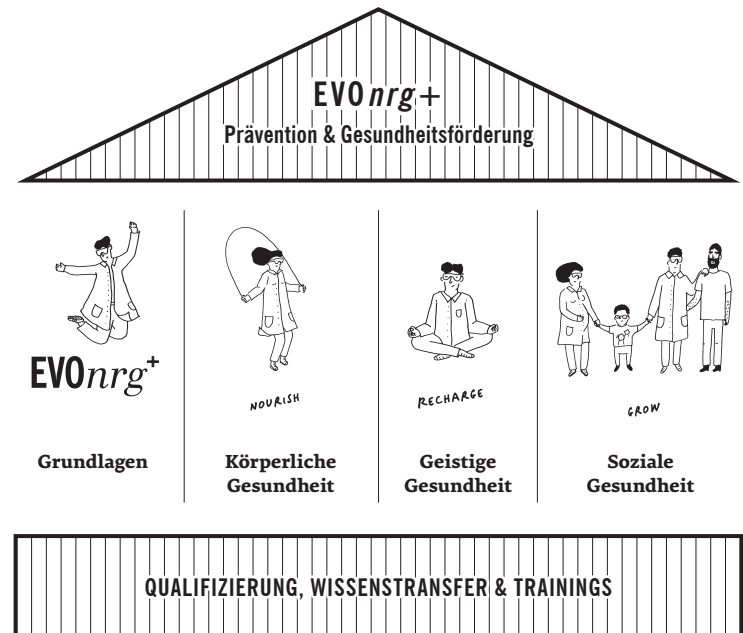 EVOnrg+
Prävention & Gesundheitsförderung
EVOnrg+
NOURISH
RECHARGE
GROW
Grundlagen
Körperliche
Gesundheit
Geistige
Gesundheit
Soziale
Gesundheit
QUALIFIZIERUNG, WISSENSTRANSFER & TRAININGS